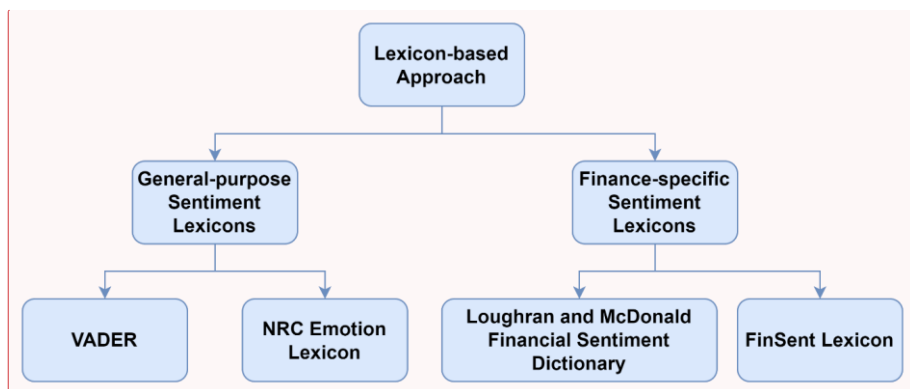 Lexicon-based
Approach
General-purpose
Sentiment
Lexicons
Finance-specific
Sentiment
Lexicons
VADER
NRC Emotion
Lexicon
Loughran and McDonald
Financial Sentiment
Dictionary
FinSent Lexicon